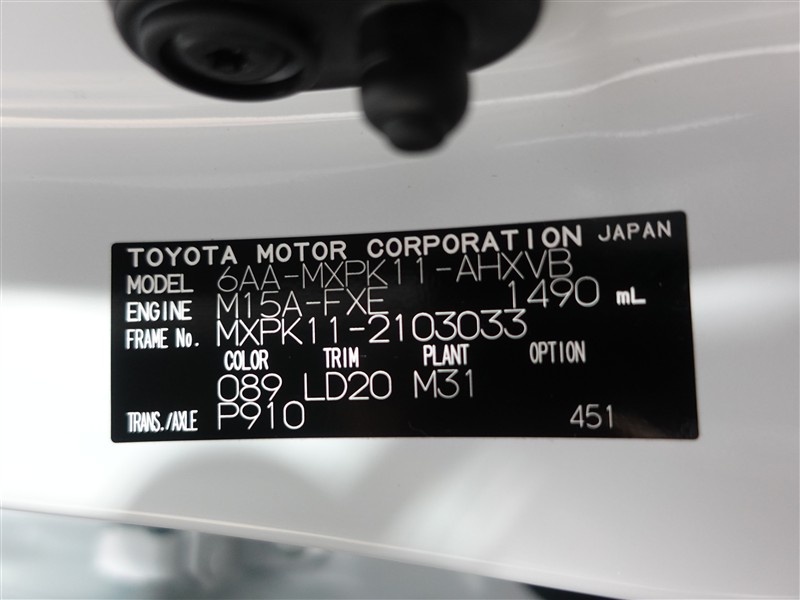 TOYOTA MOTOR CORPORATION JAPAN
MODEL 6AA-MXPK11-AHXVB
ENGINE M15A-FXE 1490 mL
FRAME No. MXPK11-2103033
COLOR TRIM PLANT OPTION
089 LD20 M31
TRANS./AXLE P910 451